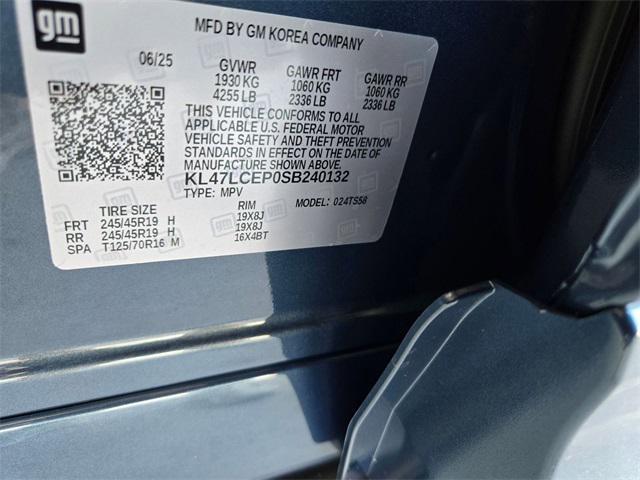 gm
MFD BY GM KOREA COMPANY
06/25
GVWR GAWR FRT GAWR RR
1930 KG 1060 KG 1060 KG
4255 LB 2336 LB 2336 LB
THIS VEHICLE CONFORMS TO ALL
APPLICABLE U.S. FEDERAL MOTOR
VEHICLE SAFETY AND THEFT PREVENTION
STANDARDS IN EFFECT ON THE DATE OF
MANUFACTURE SHOWN ABOVE.
KL47LCEP0SB240132
TYPE: MPV MODEL: 024TS58
TIRE SIZE RIM
FRT 245/45R19 H 19X8J
RR 245/45R19 H 19X8J
SPA T125/70R16 M 16X4BT